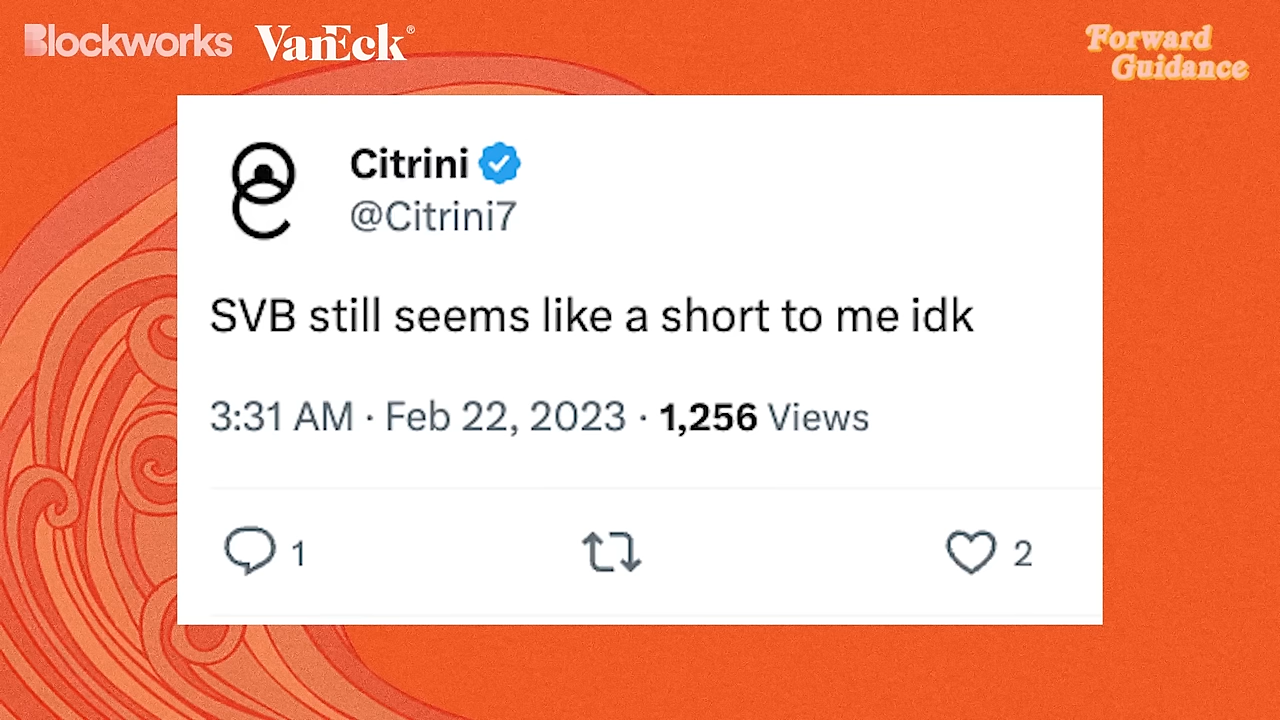 Blockworks VanEck®
Forward
Guidance
Citrini
@Citrini7
SVB still seems like a short to me idk
3:31 AM · Feb 22, 2023 · 1,256 Views
1 2